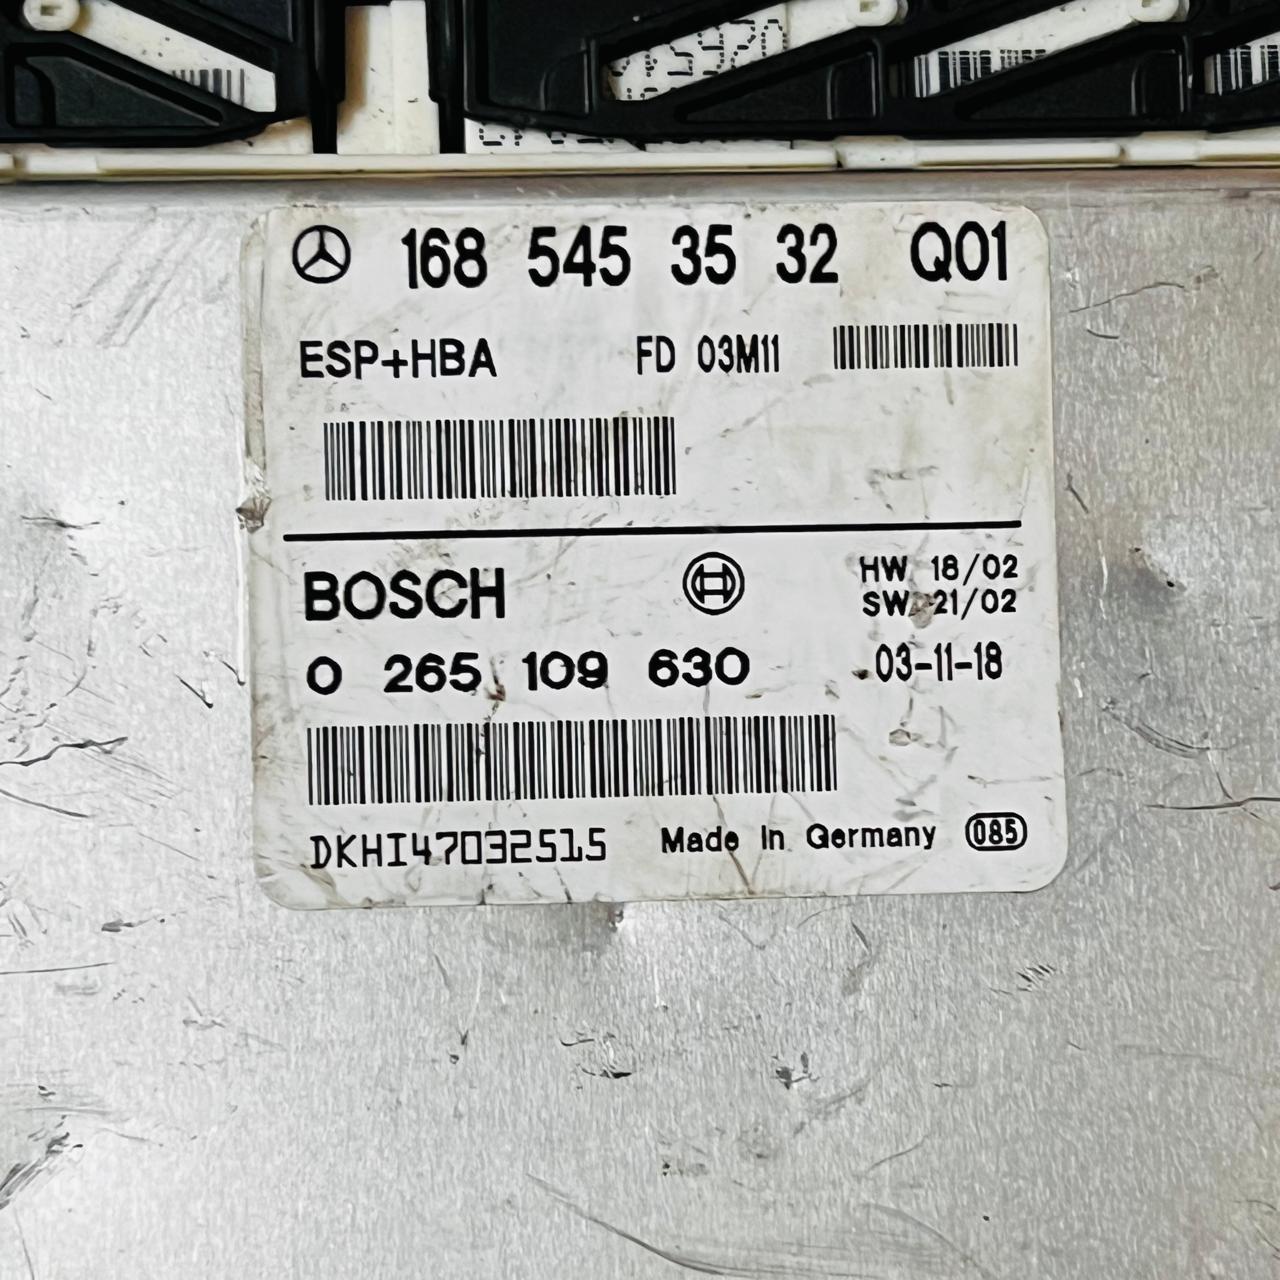 168 545 35 32 Q01
ESP+HBA FD 03M11
BOSCH HW 18/02
SW 21/02
0 265 109 630 03-11-18
DKHI47032515 Made in Germany 085